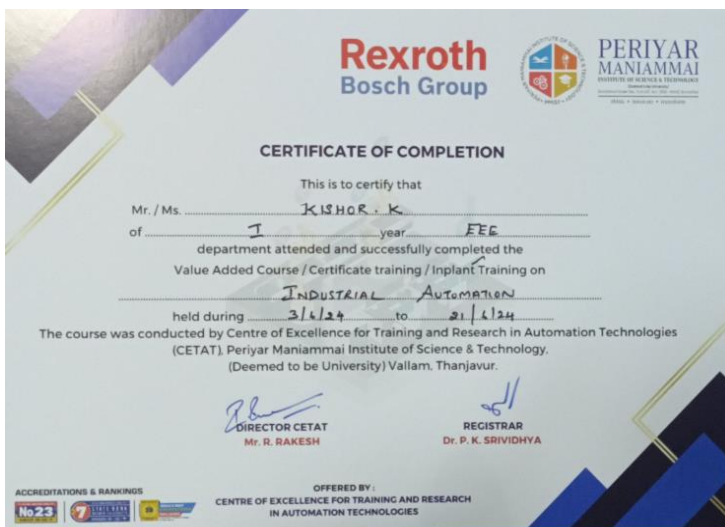 Rexroth
Bosch Group
PERIYAR
MANIAMMAI
INSTITUTE OF SCIENCE & TECHNOLOGY
CERTIFICATE OF COMPLETION
This is to certify that
Mr. / Ms. KISHOR . K
of I year EEE
department attended and successfully completed the
Value Added Course / Certificate training / Inplant Training on
INDUSTRIAL AUTOMATION
held during 3/6/24 to 21/6/24
The course was conducted by Centre of Excellence for Training and Research in Automation Technologies
(CETAT), Periyar Maniammai Institute of Science & Technology,
(Deemed to be University) Vallam, Thanjavur.
DIRECTOR CETAT
Mr. R. RAKESH
REGISTRAR
Dr. P. K. SRIVIDHYA
ACCREDITATIONS & RANKINGS
No 23
7
OFFERED BY :
CENTRE OF EXCELLENCE FOR TRAINING AND RESEARCH
IN AUTOMATION TECHNOLOGIES